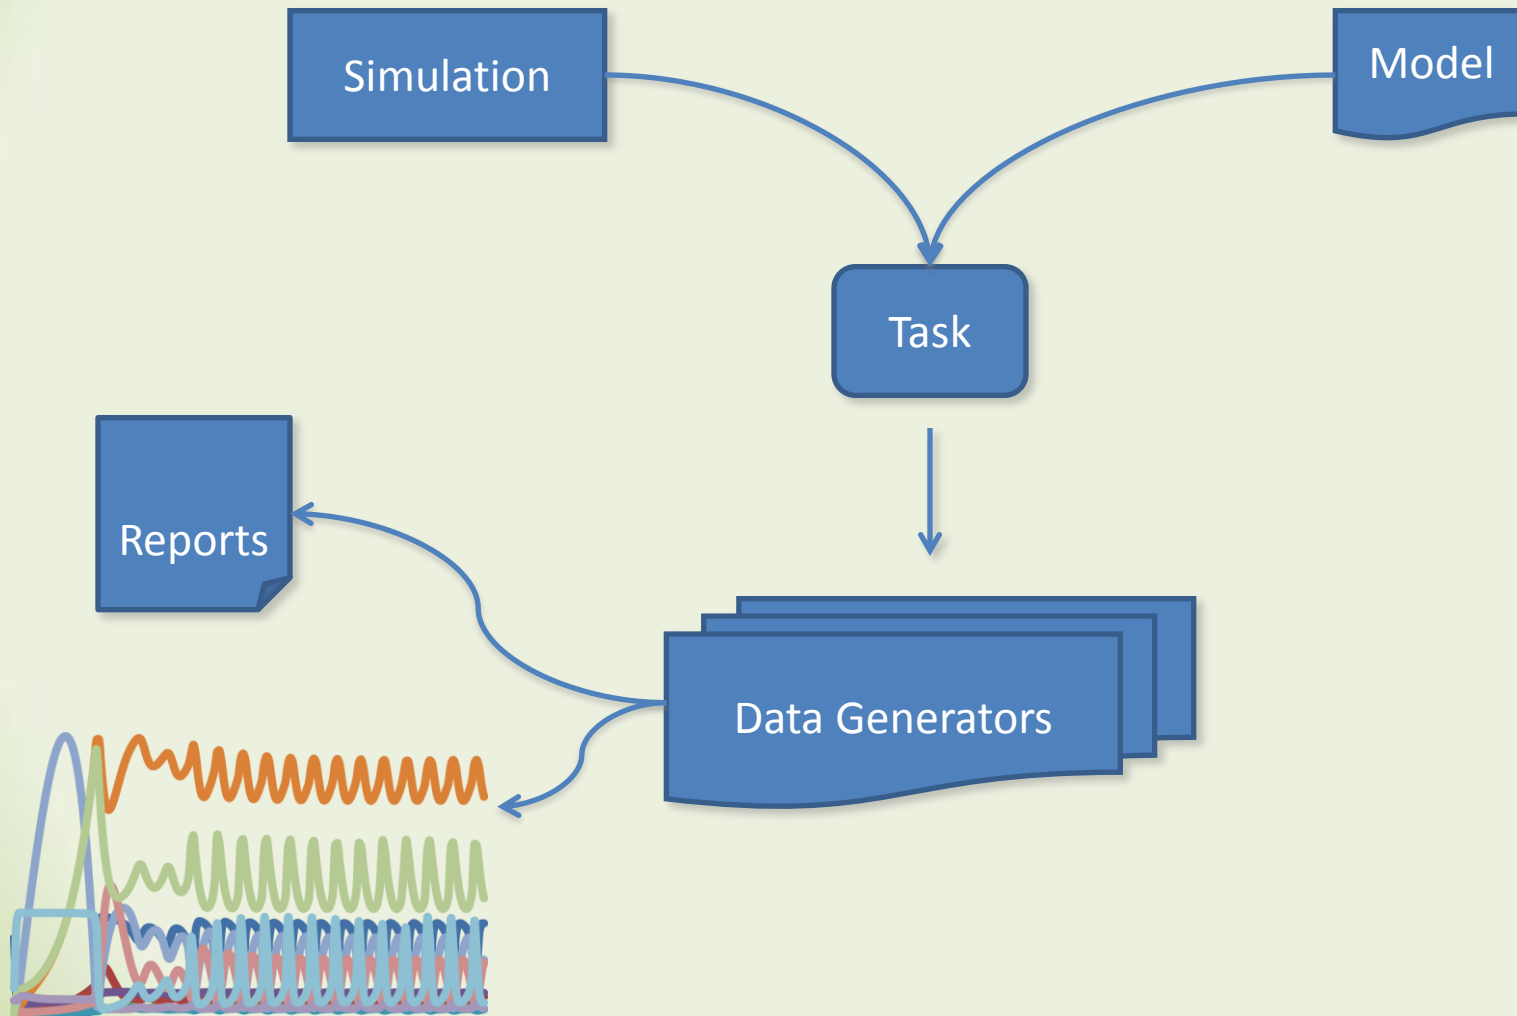 Simulation
Model
Task
Reports
Data Generators